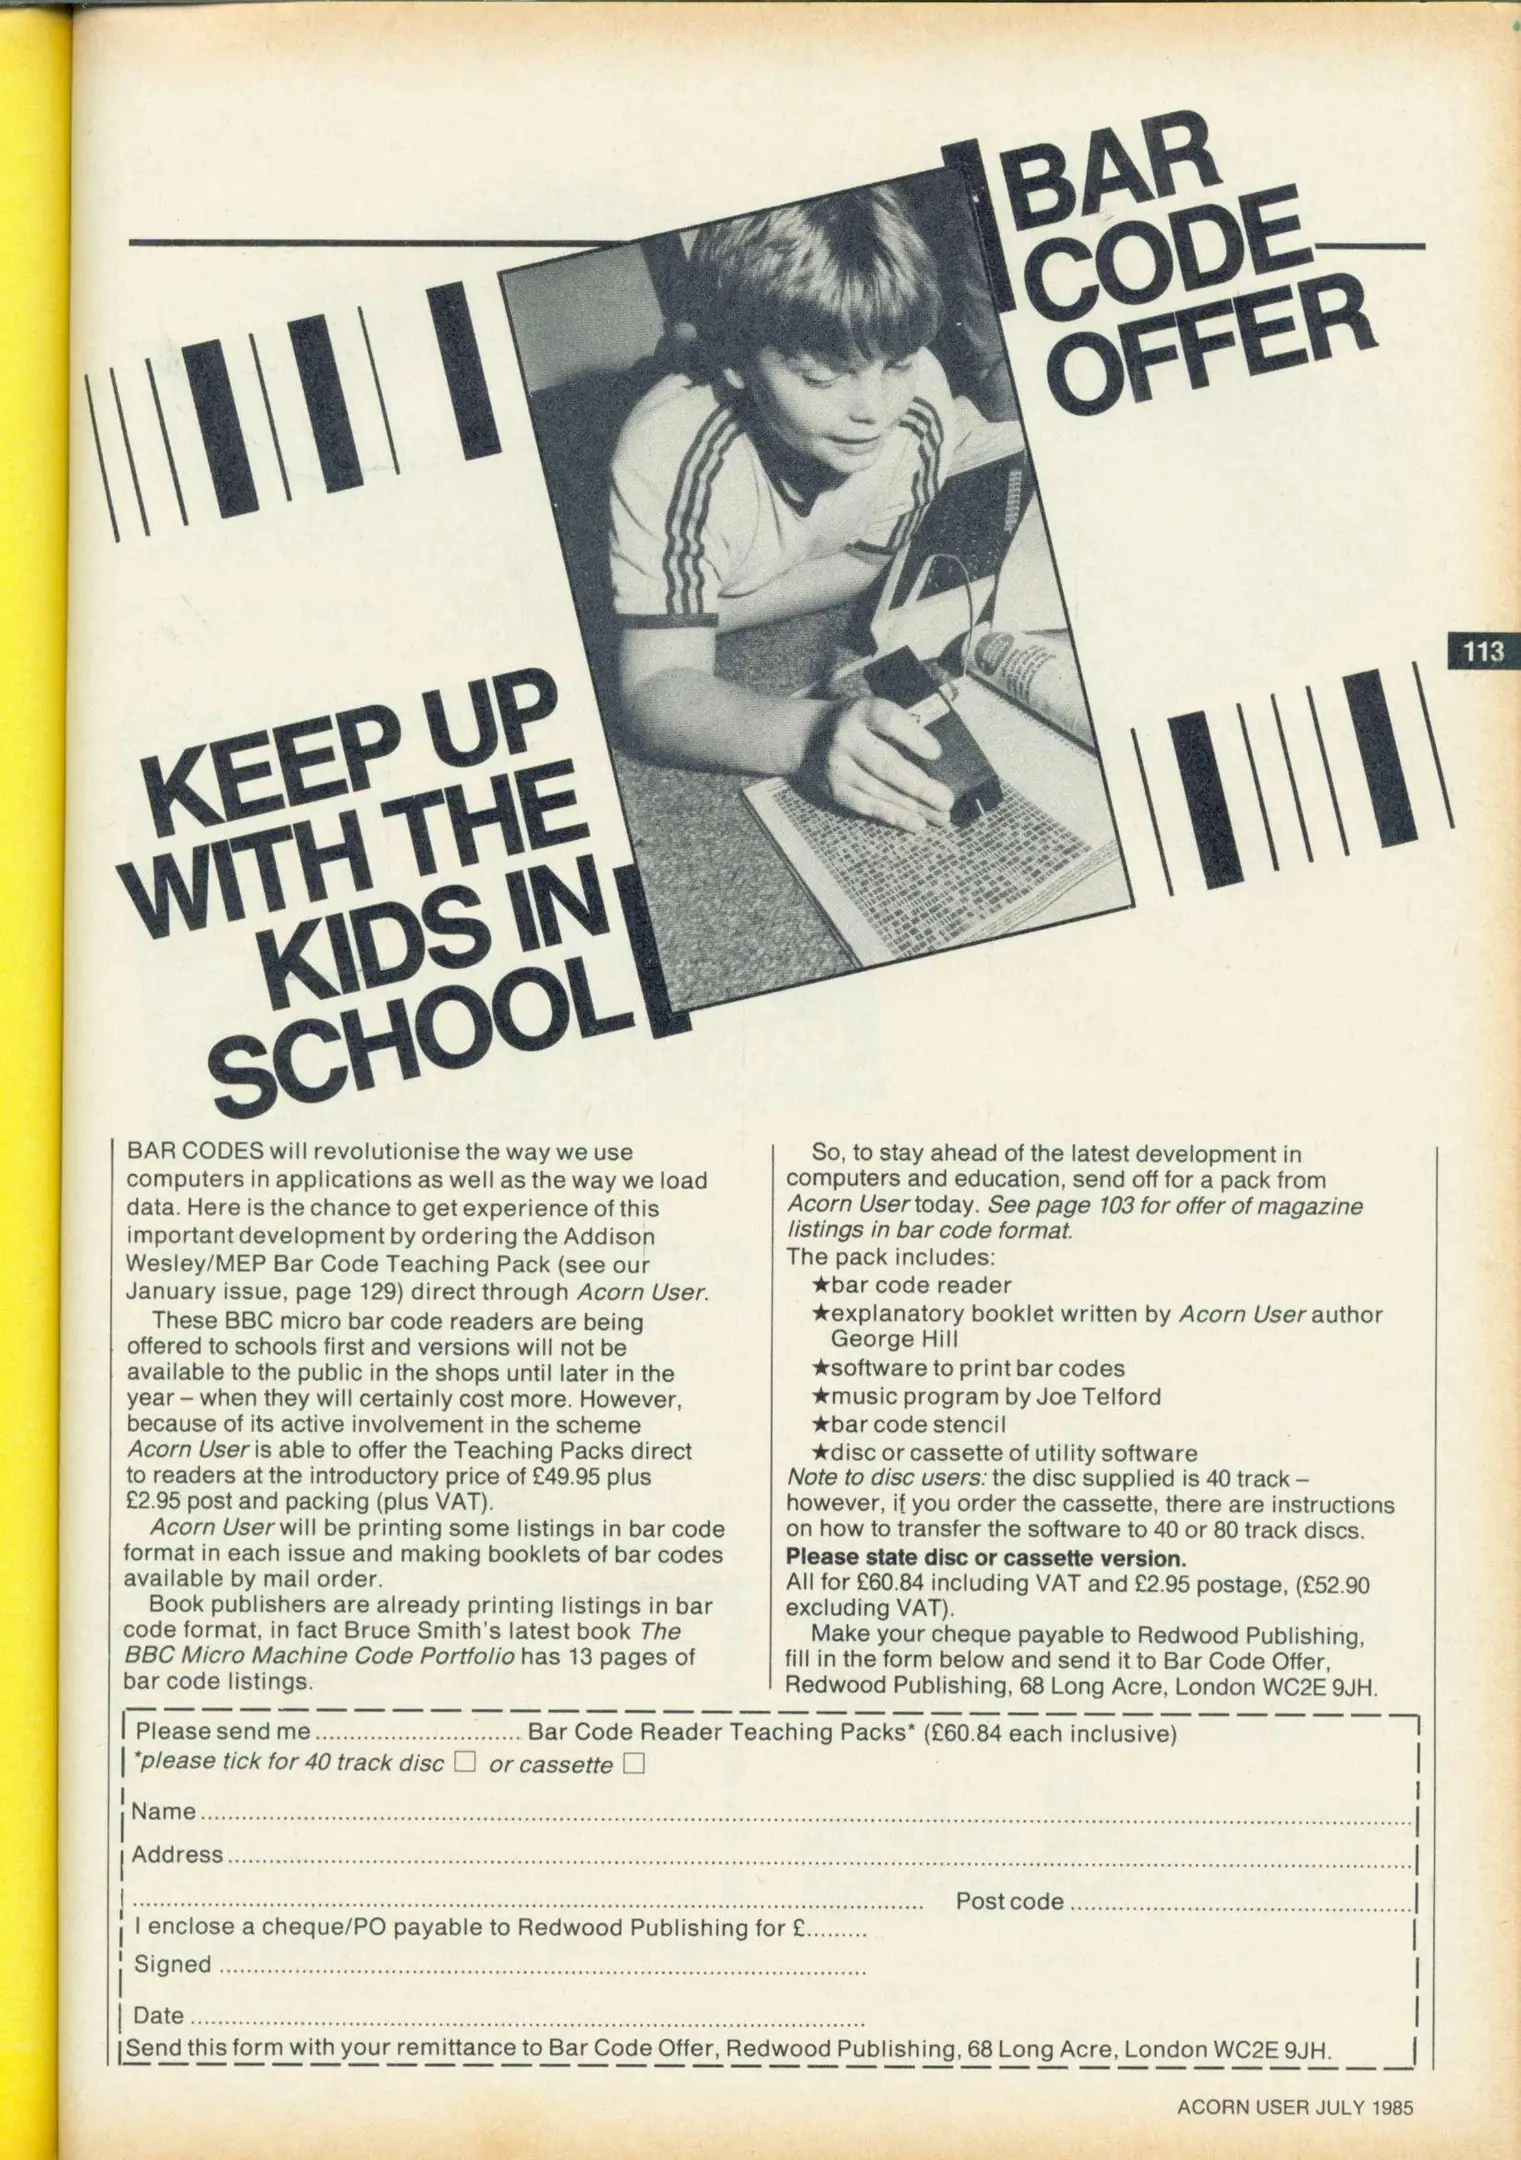 BAR
CODE
OFFER
113
KEEP UP
WITH THE
KIDS IN
SCHOOL
BAR CODES will revolutionise the way we use
computers in applications as well as the way we load
data. Here is the chance to get experience of this
important development by ordering the Addison
Wesley/MEP Bar Code Teaching Pack (see our
January issue, page 129) direct through Acorn User.
These BBC micro bar code readers are being
offered to schools first and versions will not be
available to the public in the shops until later in the
year – when they will certainly cost more. However,
because of its active involvement in the scheme
Acorn User is able to offer the Teaching Packs direct
to readers at the introductory price of £49.95 plus
£2.95 post and packing (plus VAT).
Acorn User will be printing some listings in bar code
format in each issue and making booklets of bar codes
available by mail order.
Book publishers are already printing listings in bar
code format, in fact Bruce Smith's latest book The
BBC Micro Machine Code Portfolio has 13 pages of
bar code listings.
So, to stay ahead of the latest development in
computers and education, send off for a pack from
Acorn User today. See page 103 for offer of magazine
listings in bar code format.
The pack includes:
★bar code reader
★explanatory booklet written by Acorn User author
George Hill
★software to print bar codes
★music program by Joe Telford
★bar code stencil
★disc or cassette of utility software
Note to disc users: the disc supplied is 40 track –
however, if you order the cassette, there are instructions
on how to transfer the software to 40 or 80 track discs.
Please state disc or cassette version.
All for £60.84 including VAT and £2.95 postage, (£52.90
excluding VAT).
Make your cheque payable to Redwood Publishing,
fill in the form below and send it to Bar Code Offer,
Redwood Publishing, 68 Long Acre, London WC2E 9JH.
Please send me .............................. Bar Code Reader Teaching Packs* (£60.84 each inclusive)
*please tick for 40 track disc □ or cassette □
Name
Address
Post code
I enclose a cheque/PO payable to Redwood Publishing for £.........
Signed
Date
Send this form with your remittance to Bar Code Offer, Redwood Publishing, 68 Long Acre, London WC2E 9JH.
ACORN USER JULY 1985